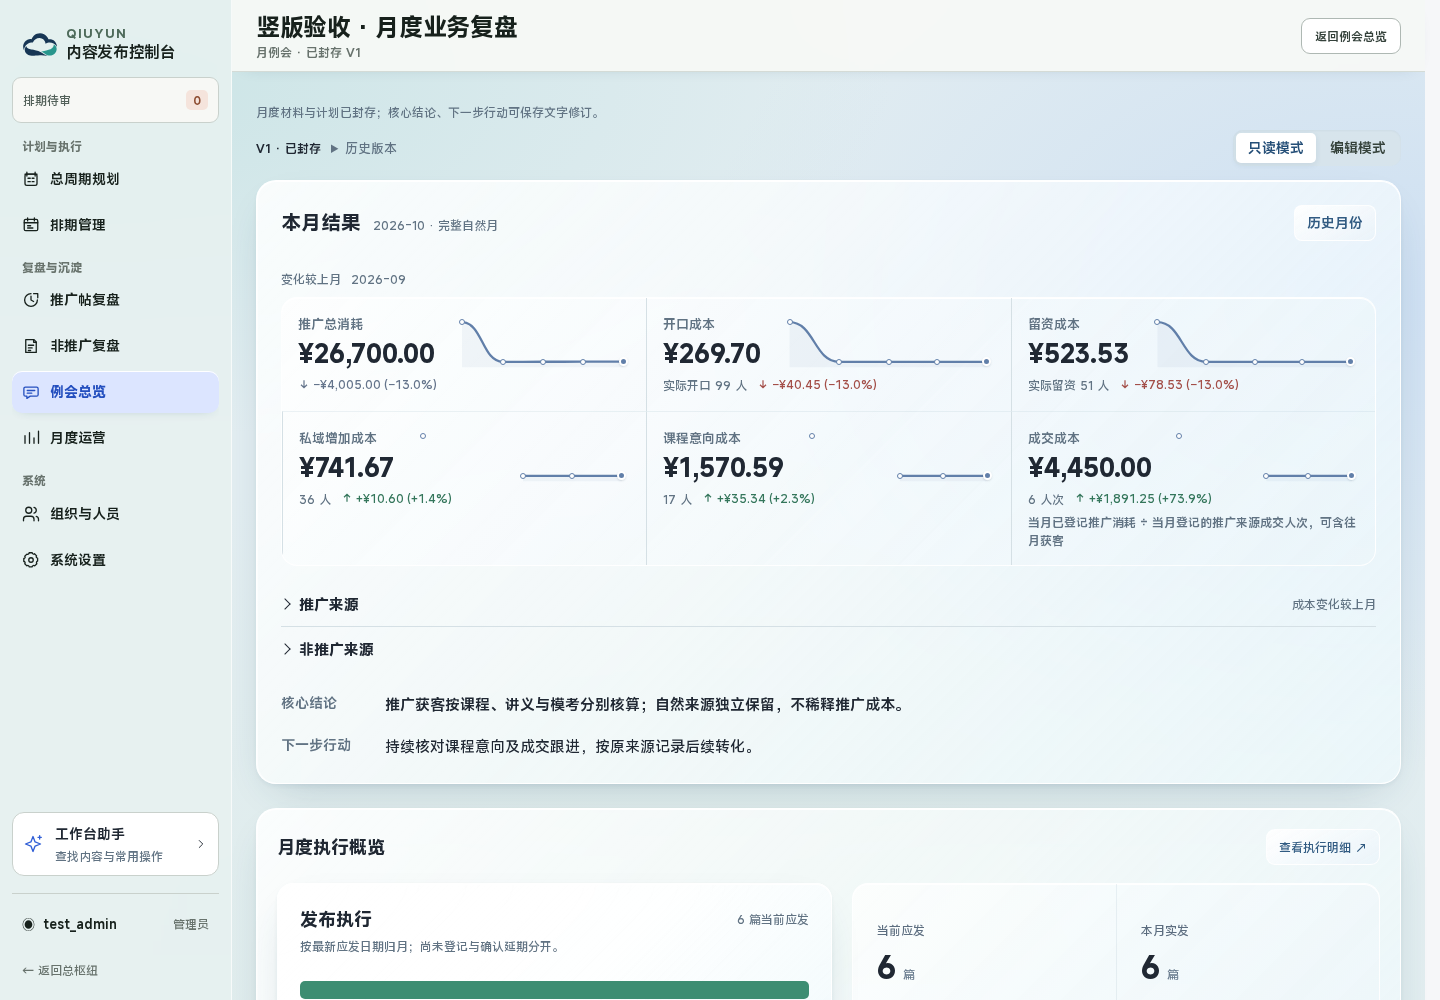 QIUYUN
内容发布控制台
排期待审 0
计划与执行
总周期规划
排期管理
复盘与沉淀
推广帖复盘
非推广复盘
例会总览
月度运营
系统
组织与人员
系统设置
工作台助手
查找内容与常用操作
test_admin 管理员
← 返回总枢纽
竖版验收 · 月度业务复盘
月例会 · 已封存 V1
返回例会总览
月度材料与计划已封存；核心结论、下一步行动可保存文字修订。
V1 · 已封存 ▶ 历史版本
只读模式 编辑模式
本月结果 2026-10 · 完整自然月
历史月份
变化较上月 2026-09
推广总消耗
¥26,700.00
↓ -¥4,005.00 (-13.0%)
开口成本
¥269.70
实际开口 99 人 ↓ -¥40.45 (-13.0%)
留资成本
¥523.53
实际留资 51 人 ↓ -¥78.53 (-13.0%)
私域增加成本
¥741.67
36 人 ↑ +¥10.60 (+1.4%)
课程意向成本
¥1,570.59
17 人 ↑ +¥35.34 (+2.3%)
成交成本
¥4,450.00
6 人次 ↑ +¥1,891.25 (+73.9%)
当月已登记推广消耗 ÷ 当月登记的推广来源成交人次，可含往
月获客
推广来源 成本变化较上月
非推广来源
核心结论 推广获客按课程、讲义与模考分别核算；自然来源独立保留，不稀释推广成本。
下一步行动 持续核对课程意向及成交跟进，按原来源记录后续转化。
月度执行概览
查看执行明细 ↗
发布执行 6 篇当前应发
按最新应发日期归月；尚未登记与确认延期分开。
当前应发
6 篇
本月实发
6 篇